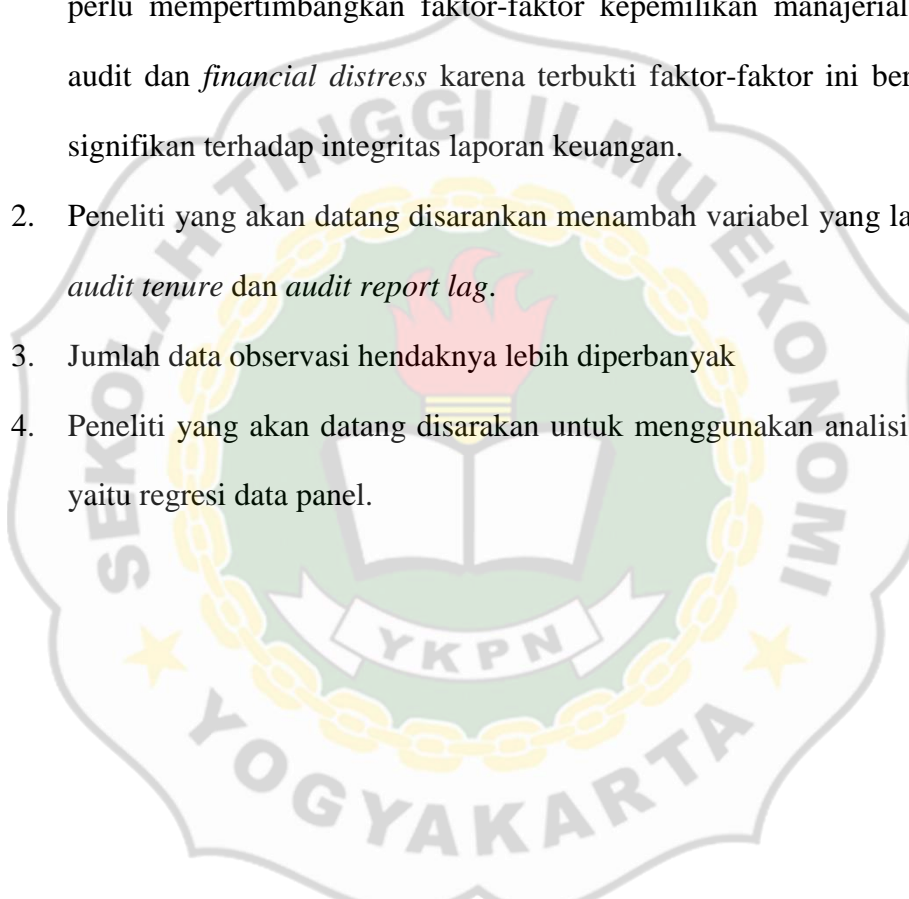 perlu mempertimbangkan faktor-faktor kepemilikan manajerial
audit dan financial distress karena terbukti faktor-faktor ini
signifikan terhadap integritas laporan keuangan.
2. Peneliti yang akan datang disarankan menambah variabel yang
audit tenure dan audit report lag.
3. Jumlah data observasi hendaknya lebih diperbanyak
4. Peneliti yang akan datang disarakan untuk menggunakan
yaitu regresi data panel.
SEKOLAH TINGGI ILMU EKONOMI
YKPN
YOGYAKARTA